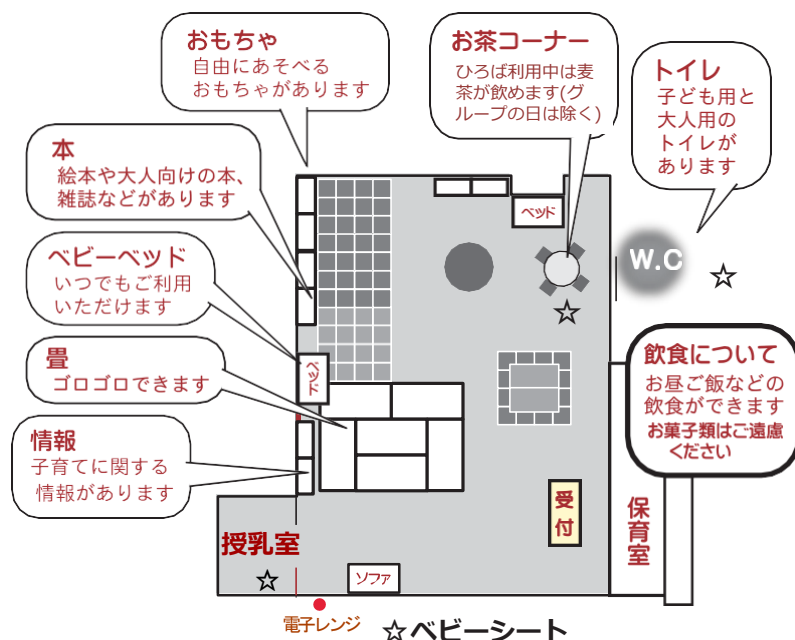 おもちゃ
自由にあそべる
おもちゃがあります
お茶コーナー
ひろば利用中は麦
茶が飲めます(グ
ループの日は除く)
トイレ
子ども用と
大人用の
トイレが
あります
本
絵本や大人向けの本、
雑誌などがあります
ベビーベッド
いつでもご利用
いただけます
畳
ゴロゴロできます
情報
子育てに関する
情報があります
ベッド
W.C
☆
☆
ベッド
飲食について
お昼ご飯などの
飲食ができます
お菓子類はご遠慮
ください
受付
保育室
授乳室
☆
ソファ
電子レンジ
☆ベビーシート